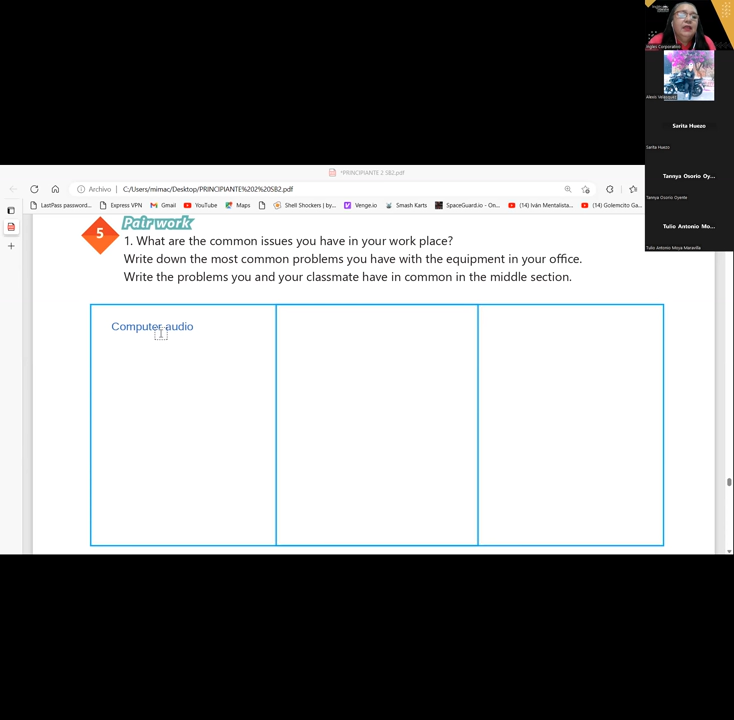 Ingles Corporativo
Alexis Velasquez
Sarita Huezo
Sarita Huezo
Tannya Osorio Oy...
Tannya Osorio Oyente
Tulio Antonio Mo...
Tulio Antonio Moya Maravilla
*PRINCIPIANTE 2 SB2.pdf
Archivo | C:/Users/mimac/Desktop/PRINCIPIANTE%202%20SB2.pdf
LastPass password... Express VPN Gmail YouTube Maps Shell Shockers | by... Venge.io Smash Karts SpaceGuard.io - On... (14) Iván Mentalista... (14) Golemcito Ga...
5 Pair work
1. What are the common issues you have in your work place?
Write down the most common problems you have with the equipment in your office.
Write the problems you and your classmate have in common in the middle section.
Computer audio